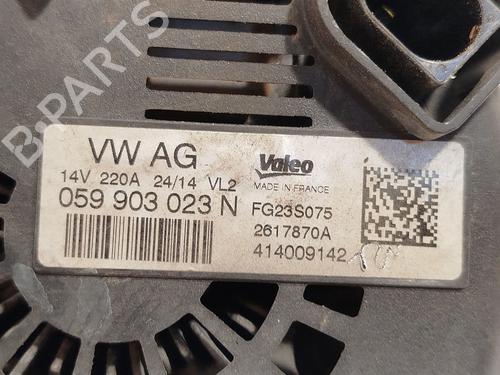 B-PARTS
VW AG
Valeo
14V 220A 24/14 VL2
MADE IN FRANCE
059 903 023 N
FG23S075
2617870A
414009142